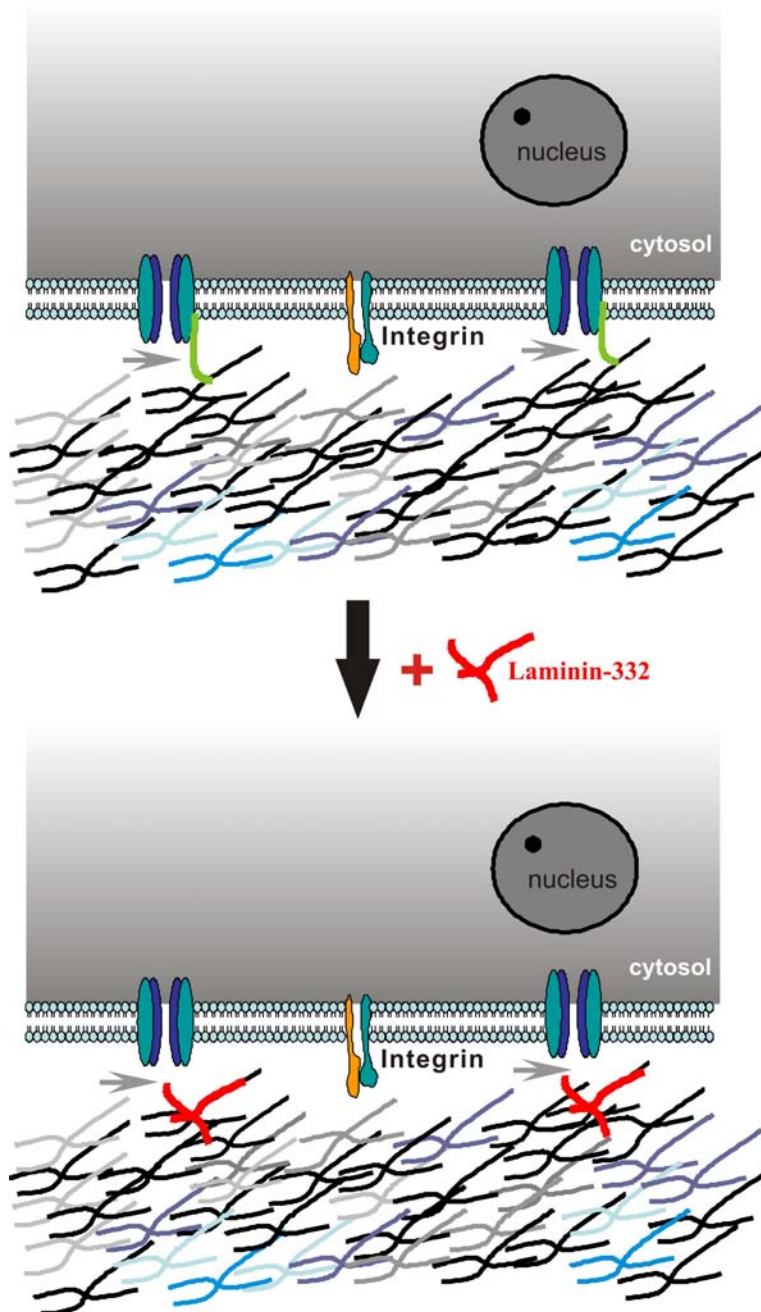 nucleus
cytosol
Integrin
+ Laminin-332
nucleus
cytosol
Integrin